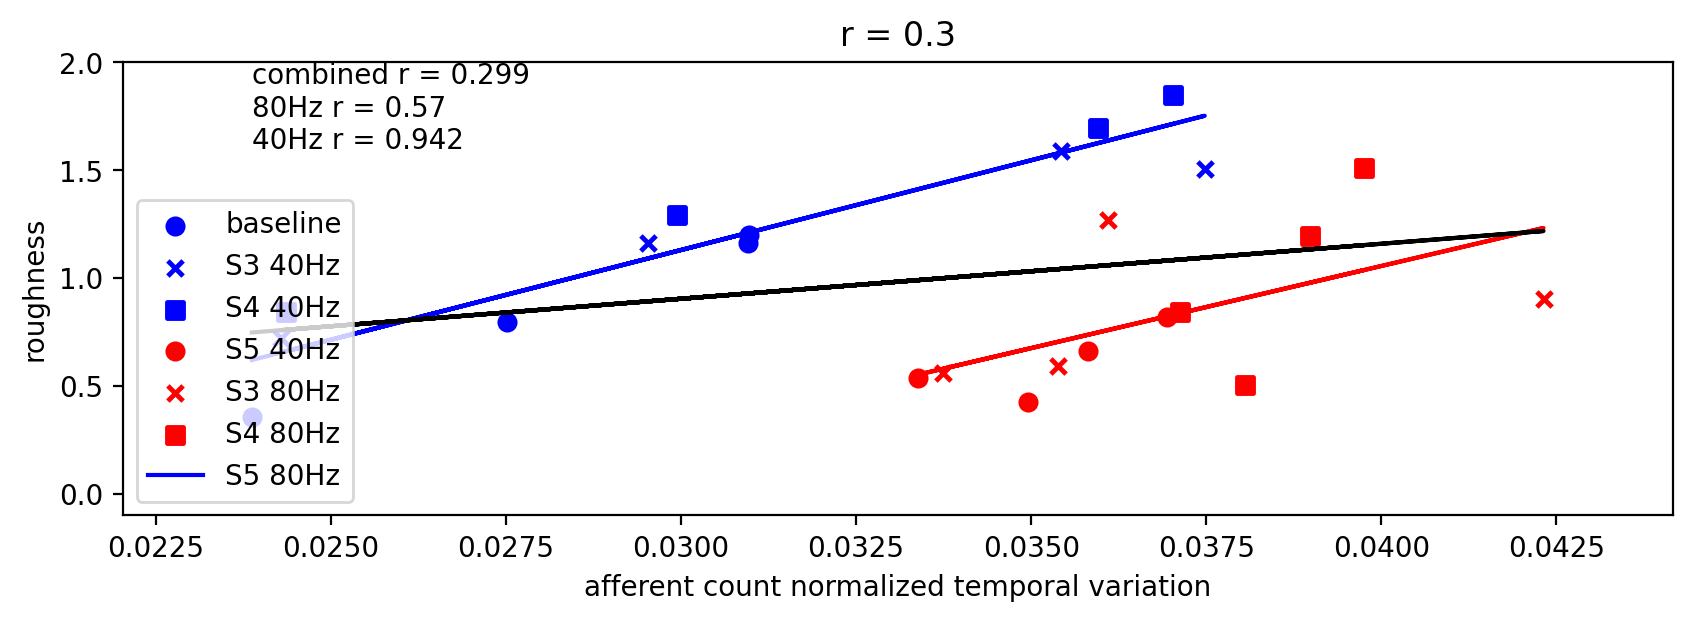 r = 0.3
combined r = 0.299
80Hz r = 0.57
40Hz r = 0.942
baseline
S3 40Hz
S4 40Hz
S5 40Hz
S3 80Hz
S4 80Hz
S5 80Hz
roughness
2.0
1.5
1.0
0.5
0.0
0.0225 0.0250 0.0275 0.0300 0.0325 0.0350 0.0375 0.0400 0.0425
afferent count normalized temporal variation